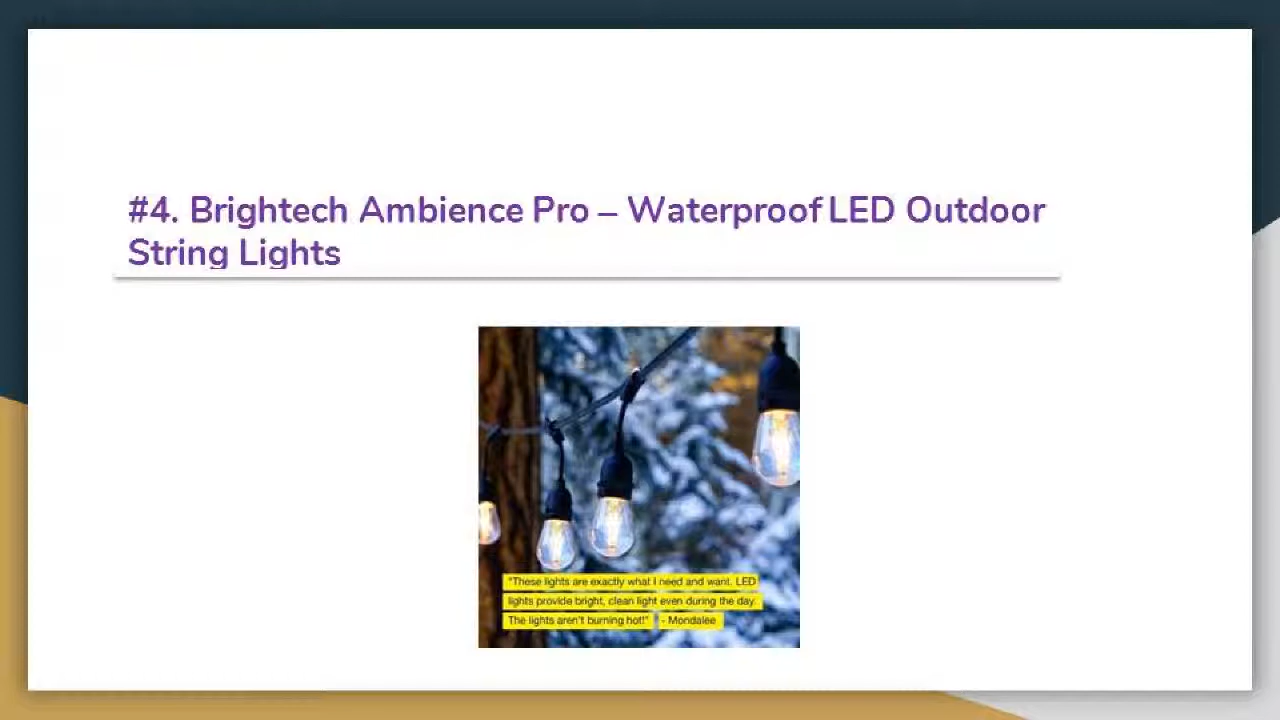 #4. Brightech Ambience Pro – Waterproof LED Outdoor
String Lights
"These lights are exactly what I need and want. LED
lights provide bright, clean light even during the day.
The lights aren't burning hot!" - Mondalee